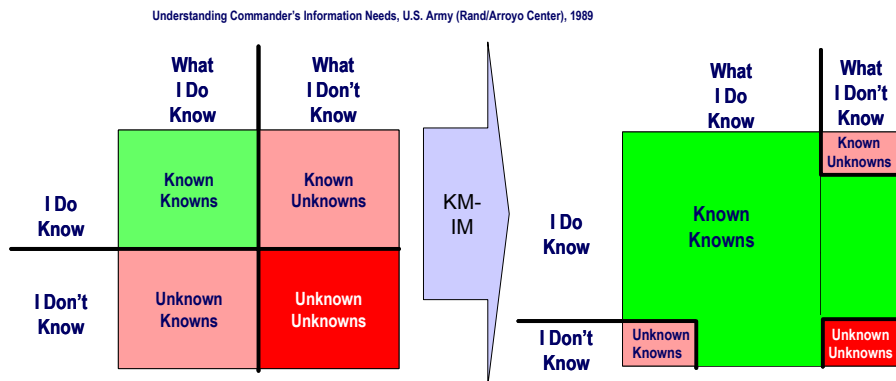 Understanding Commander's Information Needs, U.S. Army (Rand/Arroyo Center), 1989
What
I Do
Know
What
I Don't
Know
I Do
Know
I Don't
Know
Known
Knowns
Known
Unknowns
Unknown
Knowns
Unknown
Unknowns
KM-
IM
What
I Do
Know
What
I Don't
Know
I Do
Know
I Don't
Know
Known
Unknowns
Known
Knowns
Unknown
Knowns
Unknown
Unknowns